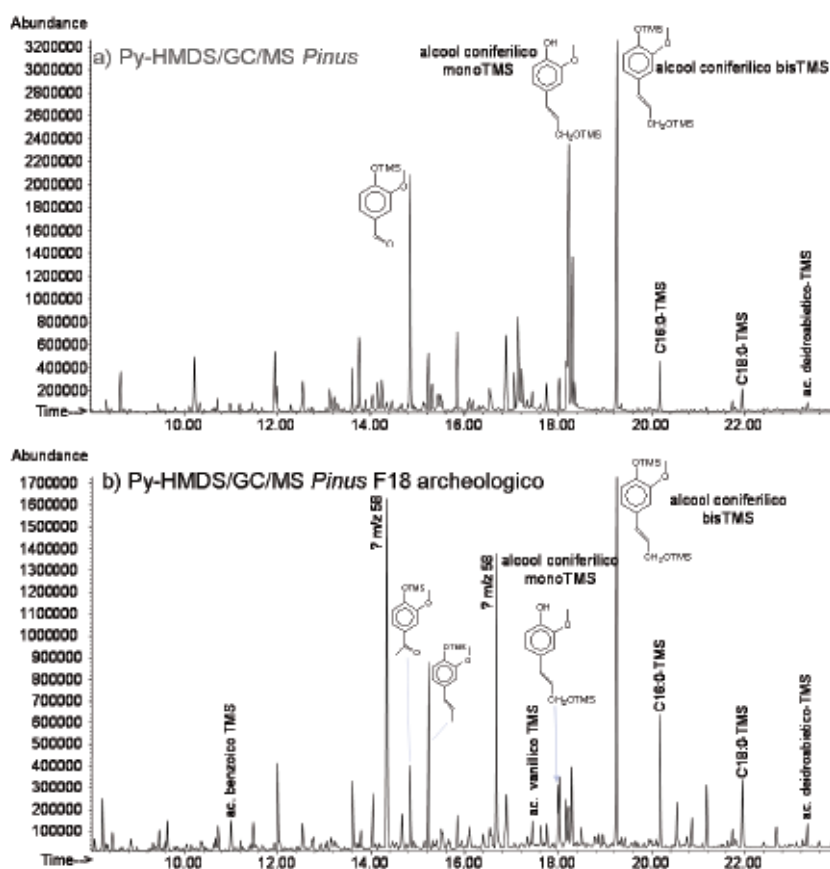 Abundance
a) Py-HMDS/GC/MS Pinus
alcool coniferilico
monoTMS
OH
O
CH₂OTMS
OTMS
O
alcool coniferilico bisTMS
CH₂OTMS
OTMS
O
O
C16:0-TMS
C18:0-TMS
ac. deidroabietico-TMS
3200000
3000000
2800000
2600000
2400000
2200000
2000000
1800000
1600000
1400000
1200000
1000000
800000
600000
400000
200000
Time-->
10.00 12.00 14.00 16.00 18.00 20.00 22.00
Abundance
b) Py-HMDS/GC/MS Pinus F18 archeologico
OTMS
O
alcool coniferilico
bisTMS
CH₂OTMS
? m/z 58
? m/z 58
alcool coniferilico
monoTMS
OH
O
CH₂OTMS
OTMS
O
O
OTMS
O
ac. benzoico TMS
ac. vanilico TMS
C16:0-TMS
C18:0-TMS
ac. deidroabietico-TMS
1700000
1600000
1500000
1400000
1300000
1200000
1100000
1000000
900000
800000
700000
600000
500000
400000
300000
200000
100000
Time-->
10.00 12.00 14.00 16.00 18.00 20.00 22.00